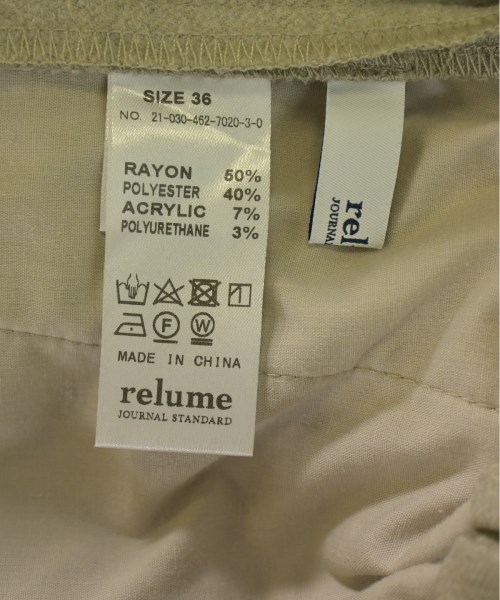 SIZE 36
NO. 21-030-462-7020-3-0
RAYON 50%
POLYESTER 40%
ACRYLIC 7%
POLYURETHANE 3%
F W
MADE IN CHINA
relume
JOURNAL STANDARD
rel
JOURNA